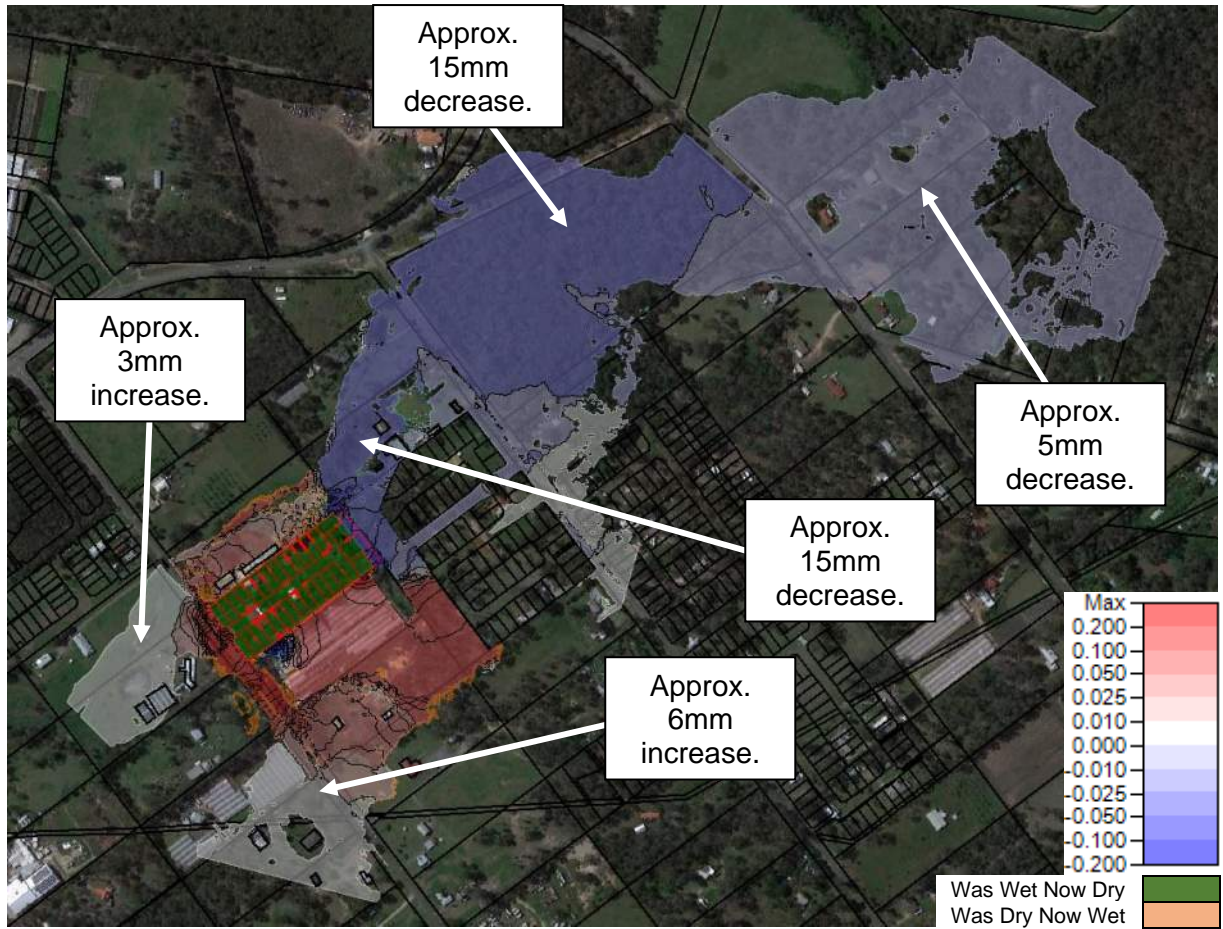 Approx.
15mm
decrease.
Approx.
3mm
increase.
Approx.
5mm
decrease.
Approx.
15mm
decrease.
Approx.
6mm
increase.
Max
0.200
0.100
0.050
0.025
0.010
0.000
-0.010
-0.025
-0.050
-0.100
-0.200
Was Wet Now Dry
Was Dry Now Wet